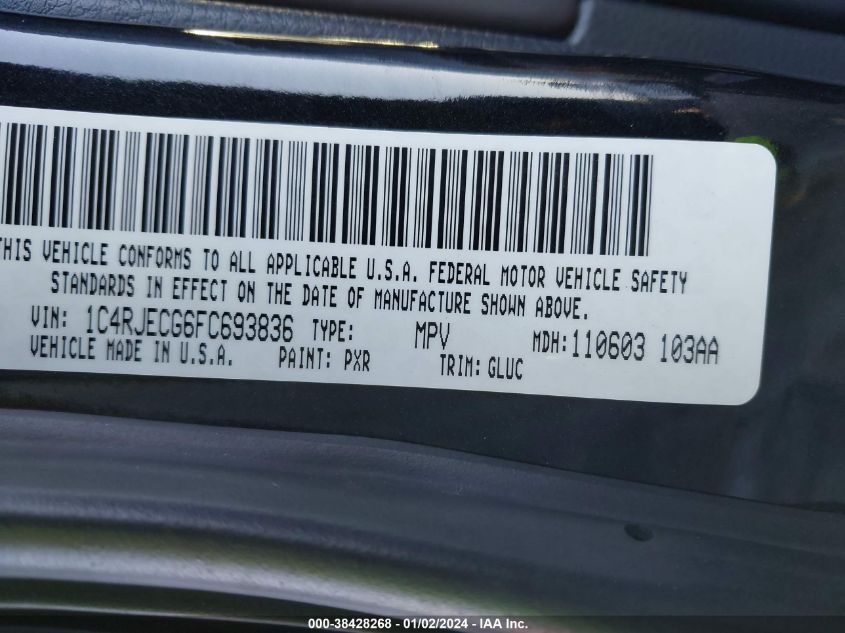 THIS VEHICLE CONFORMS TO ALL APPLICABLE U.S.A. FEDERAL MOTOR VEHICLE SAFETY
STANDARDS IN EFFECT ON THE DATE OF MANUFACTURE SHOWN ABOVE.
VIN: 1C4RJECG6FC693836 TYPE: MPV MDH:110603 103AA
VEHICLE MADE IN U.S.A. PAINT: PXR TRIM: GLUC
000-38428268 - 01/02/2024 - IAA Inc.